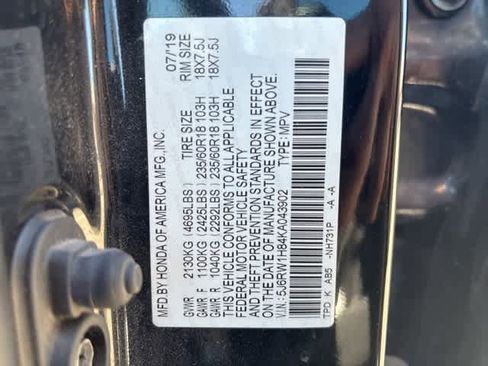 MFD.BY HONDA OF AMERICA MFG.,INC. 07/19
TIRE SIZE RIM SIZE
GVWR 2130KG (4695LBS)
GAWR F 1100KG (2425LBS) 235/60R18 103H 18X7.5J
GAWR R 1040KG (2292LBS) 235/60R18 103H 18X7.5J
THIS VEHICLE CONFORMS TO ALL APPLICABLE
FEDERAL MOTOR VEHICLE SAFETY
AND THEFT PREVENTION STANDARDS IN EFFECT
ON THE DATE OF MANUFACTURE SHOWN ABOVE.
VIN:5J6RW1H84KA043902 TYPE:MPV
TPD K AB5 -NH731P -A -A